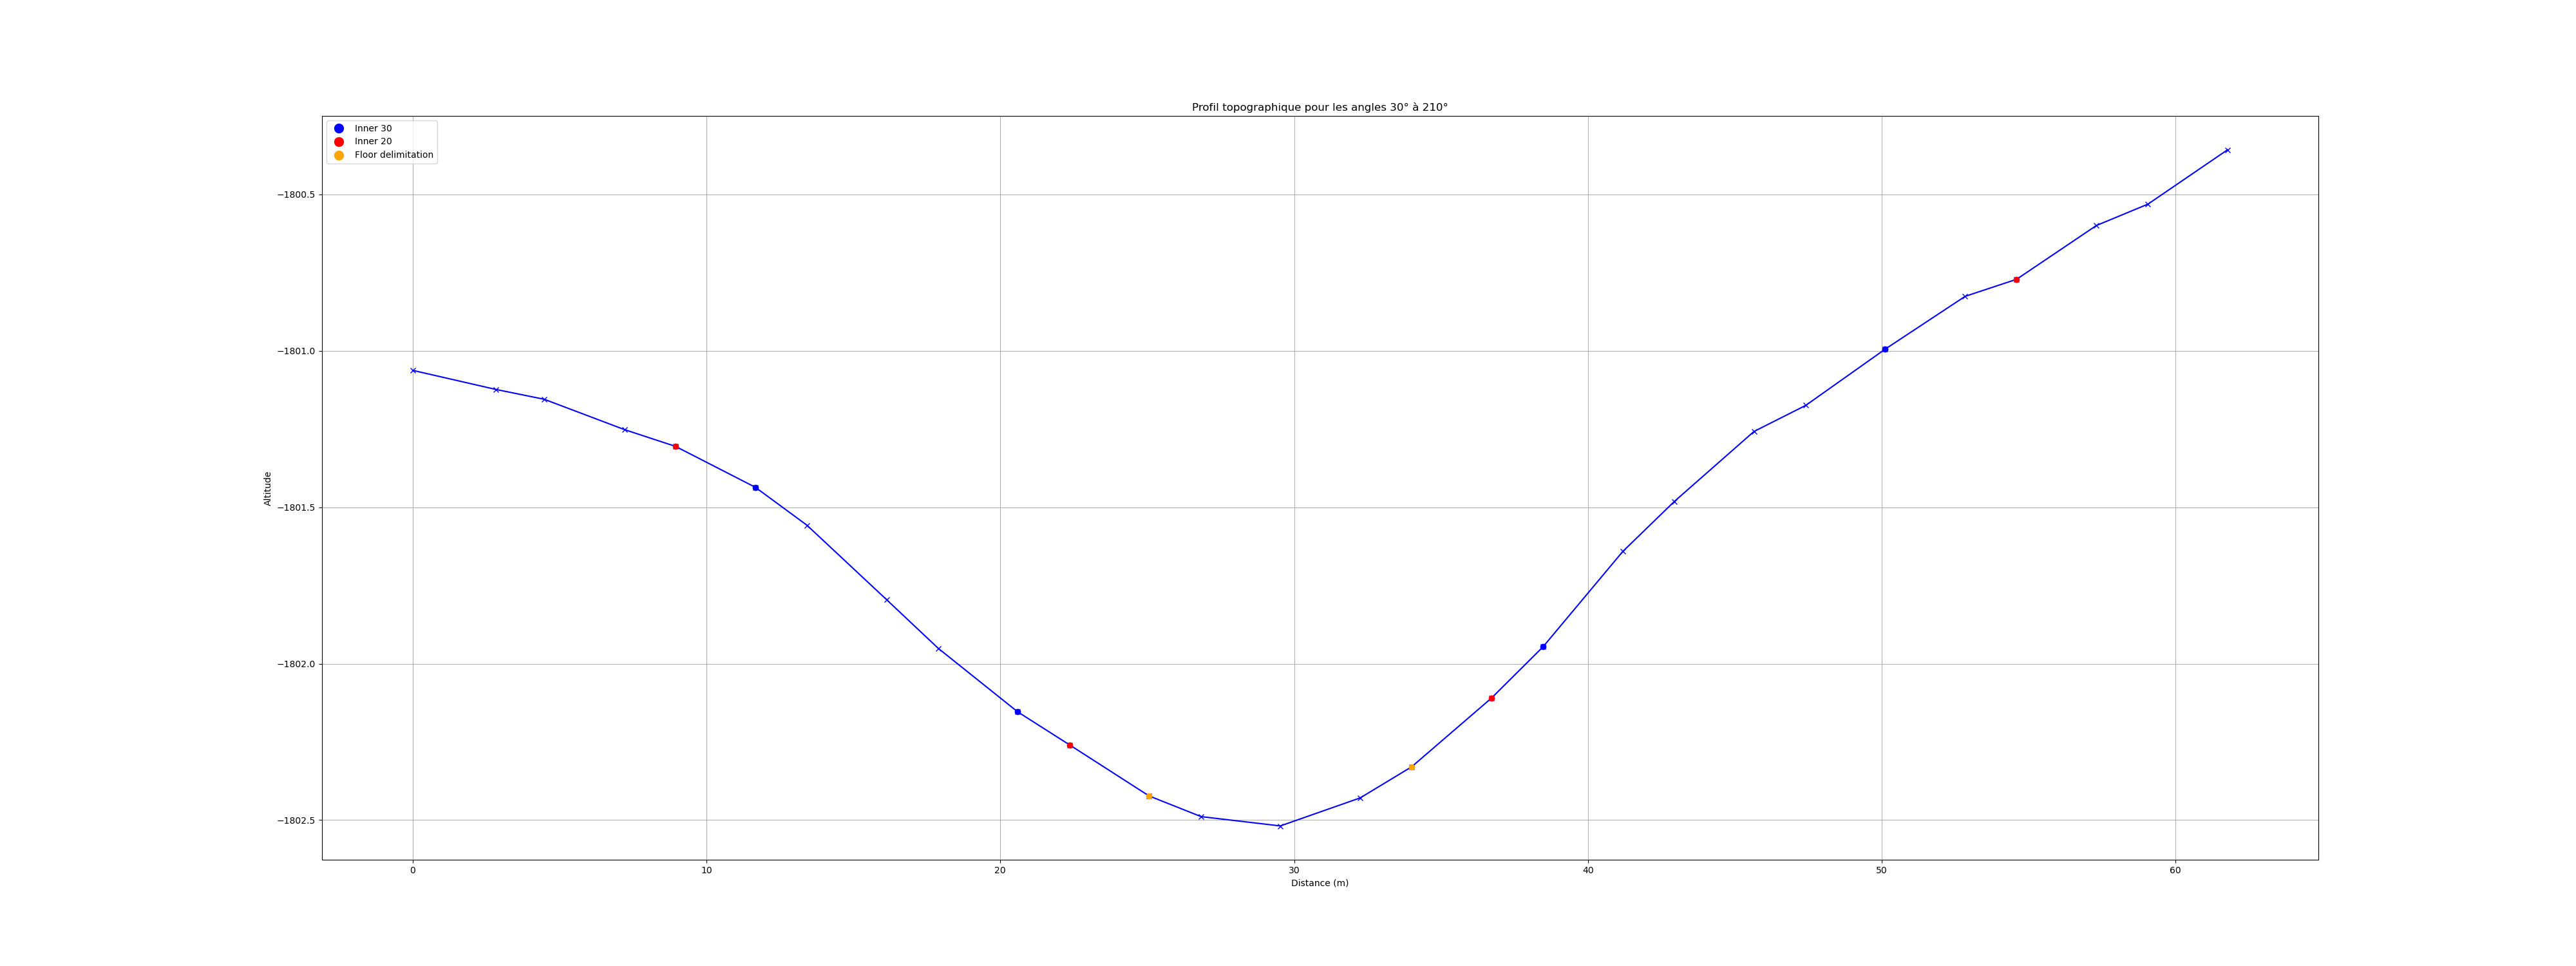 Profil topographique pour les angles 30° à 210°
Inner 30
Inner 20
Floor delimitation
−1800.5
−1801.0
−1801.5
−1802.0
−1802.5
Altitude
0 10 20 30 40 50 60
Distance (m)